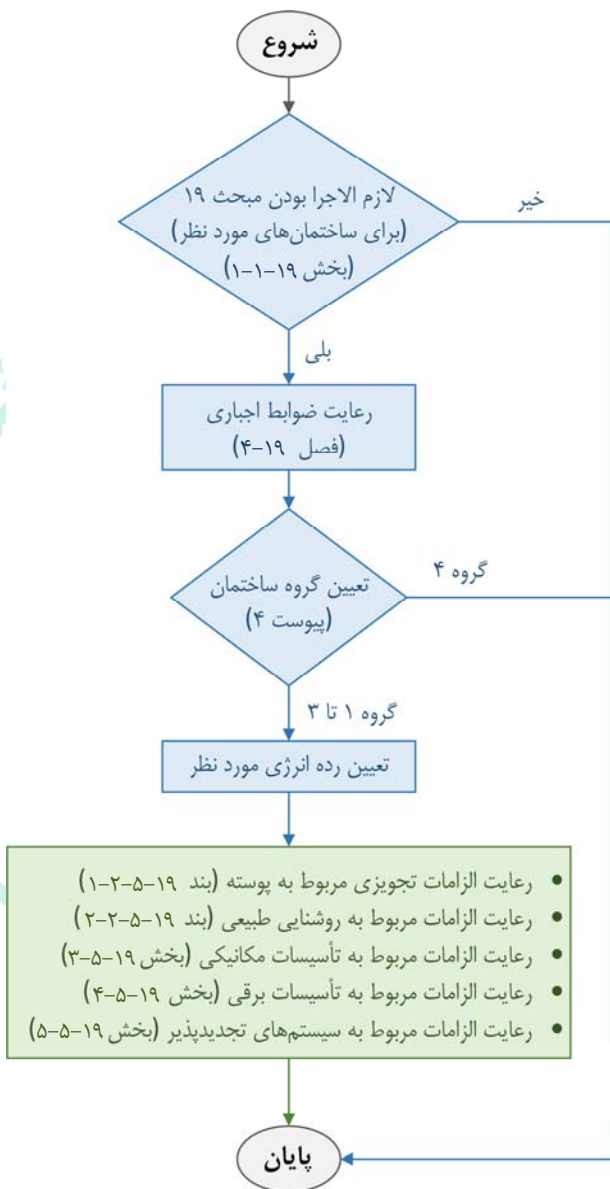 شروع
لازم الاجرا بودن مبحث ۱۹
(برای ساختمان‌های مورد نظر)
(بخش ۱۹-۱-۱)
خیر
بلی
رعایت ضوابط اجباری
(فصل ۱۹-۴)
تعیین گروه ساختمان
(پیوست ۴)
گروه ۴
گروه ۱ تا ۳
تعیین رده انرژی مورد نظر
• رعایت الزامات تجویزی مربوط به پوسته (بند ۱۹-۵-۲-۱)
• رعایت الزامات مربوط به روشنایی طبیعی (بند ۱۹-۵-۲-۲)
• رعایت الزامات مربوط به تأسیسات مکانیکی (بخش ۱۹-۵-۳)
• رعایت الزامات مربوط به تأسیسات برقی (بخش ۱۹-۵-۴)
• رعایت الزامات مربوط به سیستم‌های تجدیدپذیر (بخش ۱۹-۵-۵)
پایان